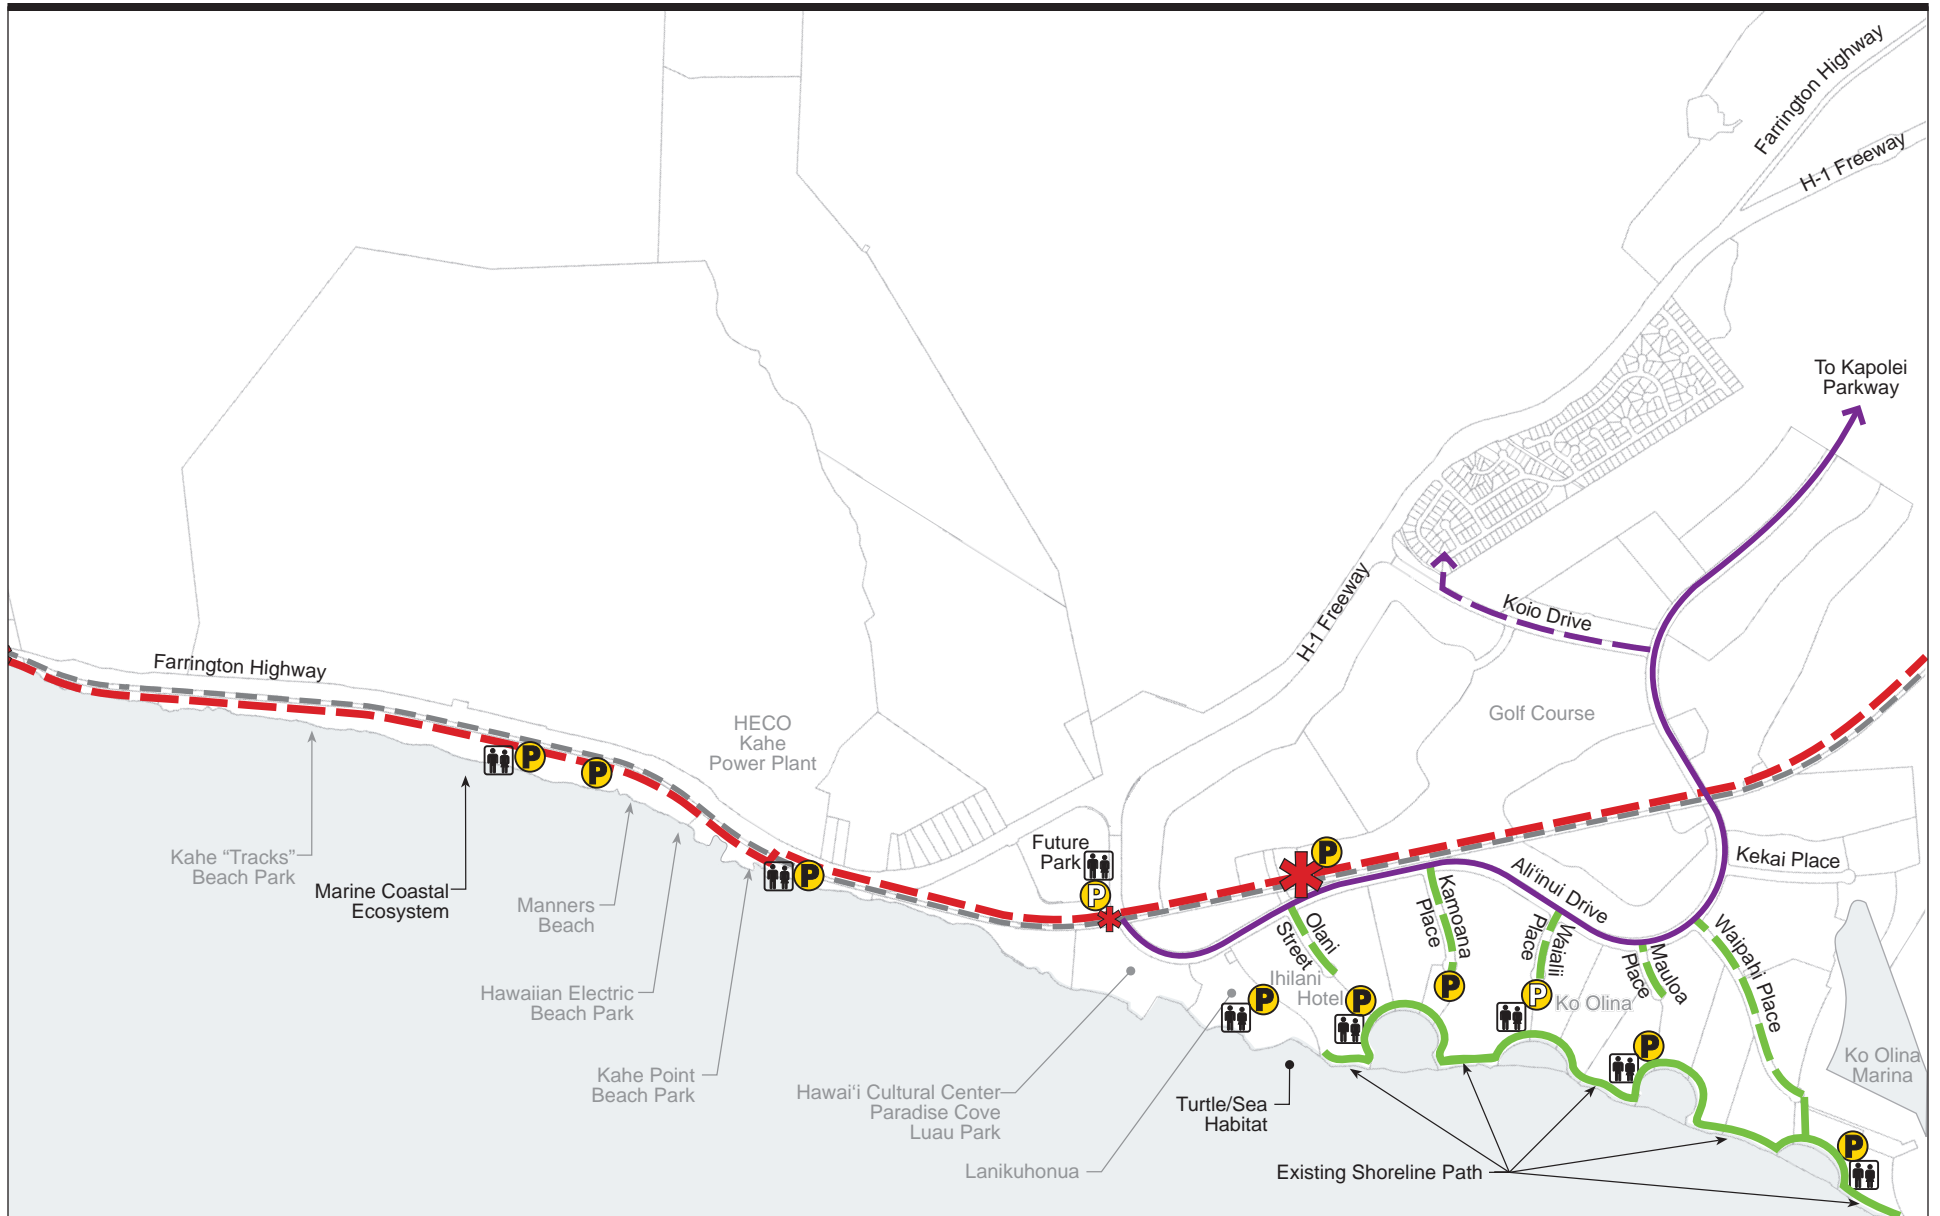 Farrington Highway
H-1 Freeway
To Kapolei
Parkway
H-1 Freeway
Koio Drive
Farrington Highway
Golf Course
HECO
Kahe
Power Plant
P
P
Kahe “Tracks”
Beach Park
Marine Coastal
Ecosystem
Manners
Beach
P
Future
Park
P
P
Kekai Place
Ali‘inui Drive
Olani
Street
Kamoana
Place
Waialii
Place
Mauloa
Place
Waipahi Place
Hawaiian Electric
Beach Park
Ihilani
Hotel
P
P
P
P
Ko Olina
P
Ko Olina
Marina
Kahe Point
Beach Park
Hawai‘i Cultural Center
Paradise Cove
Luau Park
Turtle/Sea
Habitat
Lanikuhonua
Existing Shoreline Path
P